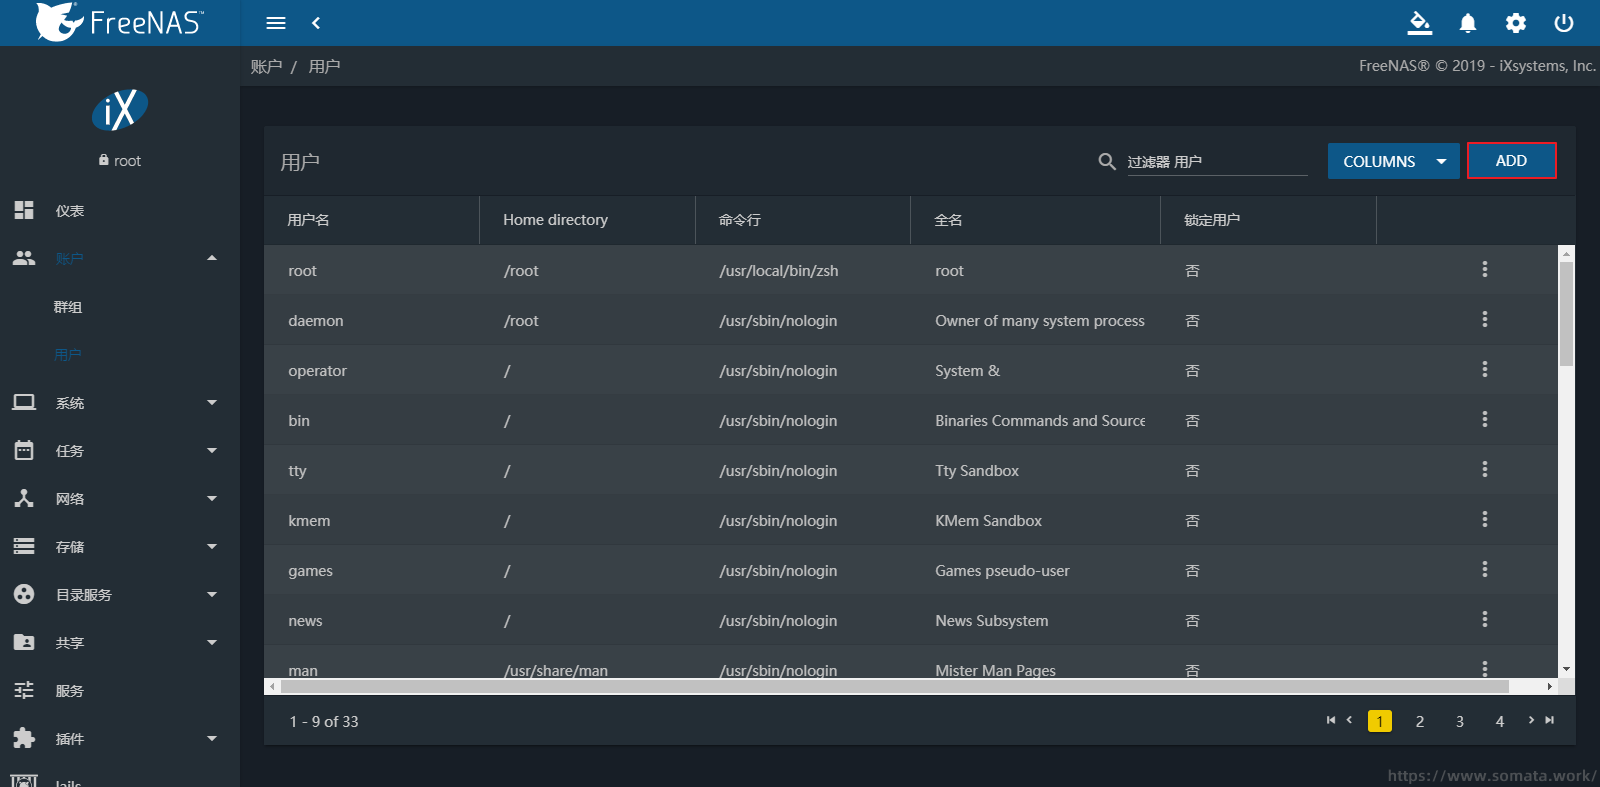 FreeNAS™
账户 / 用户
FreeNAS® © 2019 - iXsystems, Inc.
iX
root
仪表
账户
群组
用户
系统
任务
网络
存储
目录服务
共享
服务
插件
Jails
用户
过滤器 用户
COLUMNS
ADD
用户名 Home directory 命令行 全名 锁定用户
root /root /usr/local/bin/zsh root 否
daemon /root /usr/sbin/nologin Owner of many system process 否
operator / /usr/sbin/nologin System & 否
bin / /usr/sbin/nologin Binaries Commands and Source 否
tty / /usr/sbin/nologin Tty Sandbox 否
kmem / /usr/sbin/nologin KMem Sandbox 否
games / /usr/sbin/nologin Games pseudo-user 否
news / /usr/sbin/nologin News Subsystem 否
man /usr/share/man /usr/sbin/nologin Mister Man Pages 否
1 - 9 of 33
1 2 3 4
https://www.somata.work/